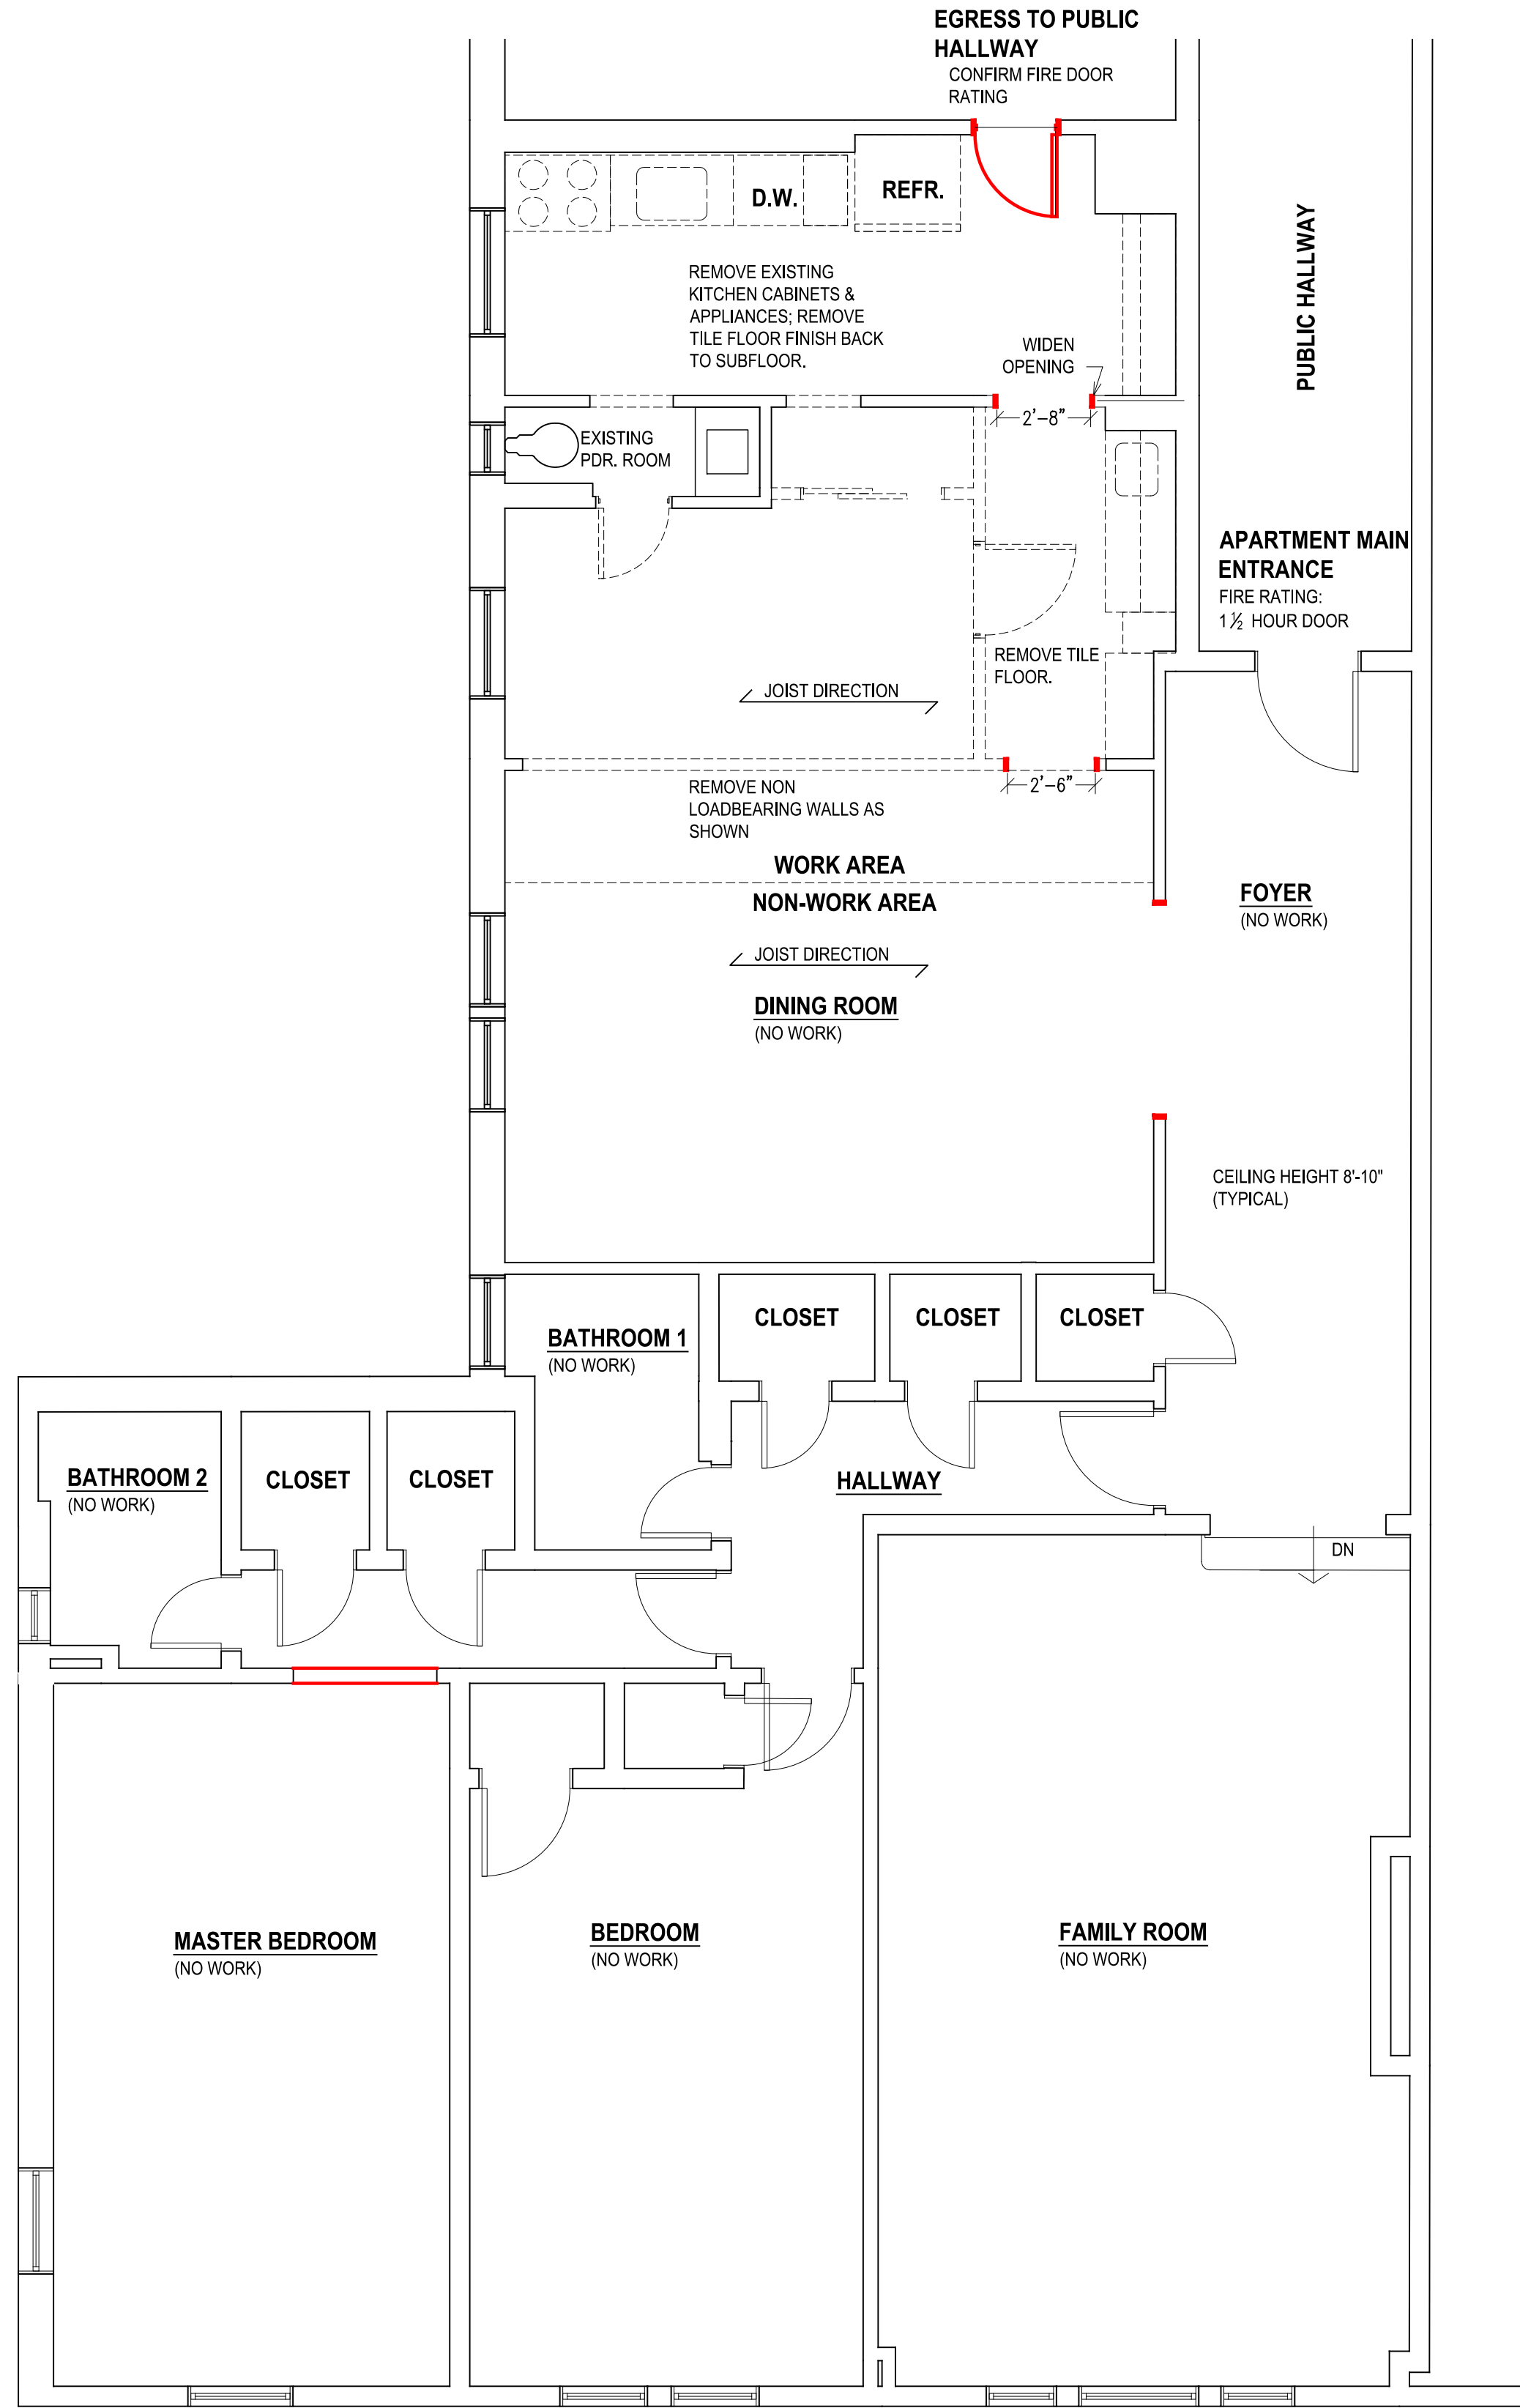 EGRESS TO PUBLIC
HALLWAY
CONFIRM FIRE DOOR
RATING
D.W.
REFR.
REMOVE EXISTING
KITCHEN CABINETS &
APPLIANCES; REMOVE
TILE FLOOR FINISH BACK
TO SUBFLOOR.
WIDEN
OPENING
PUBLIC HALLWAY
2'–8"
EXISTING
PDR. ROOM
APARTMENT MAIN
ENTRANCE
FIRE RATING:
1 ½ HOUR DOOR
REMOVE TILE
FLOOR.
JOIST DIRECTION
2'–6"
REMOVE NON
LOADBEARING WALLS AS
SHOWN
WORK AREA
NON-WORK AREA
FOYER
(NO WORK)
JOIST DIRECTION
DINING ROOM
(NO WORK)
CEILING HEIGHT 8'-10"
(TYPICAL)
BATHROOM 1
(NO WORK)
CLOSET
CLOSET
CLOSET
BATHROOM 2
(NO WORK)
CLOSET
CLOSET
HALLWAY
DN
MASTER BEDROOM
(NO WORK)
BEDROOM
(NO WORK)
FAMILY ROOM
(NO WORK)